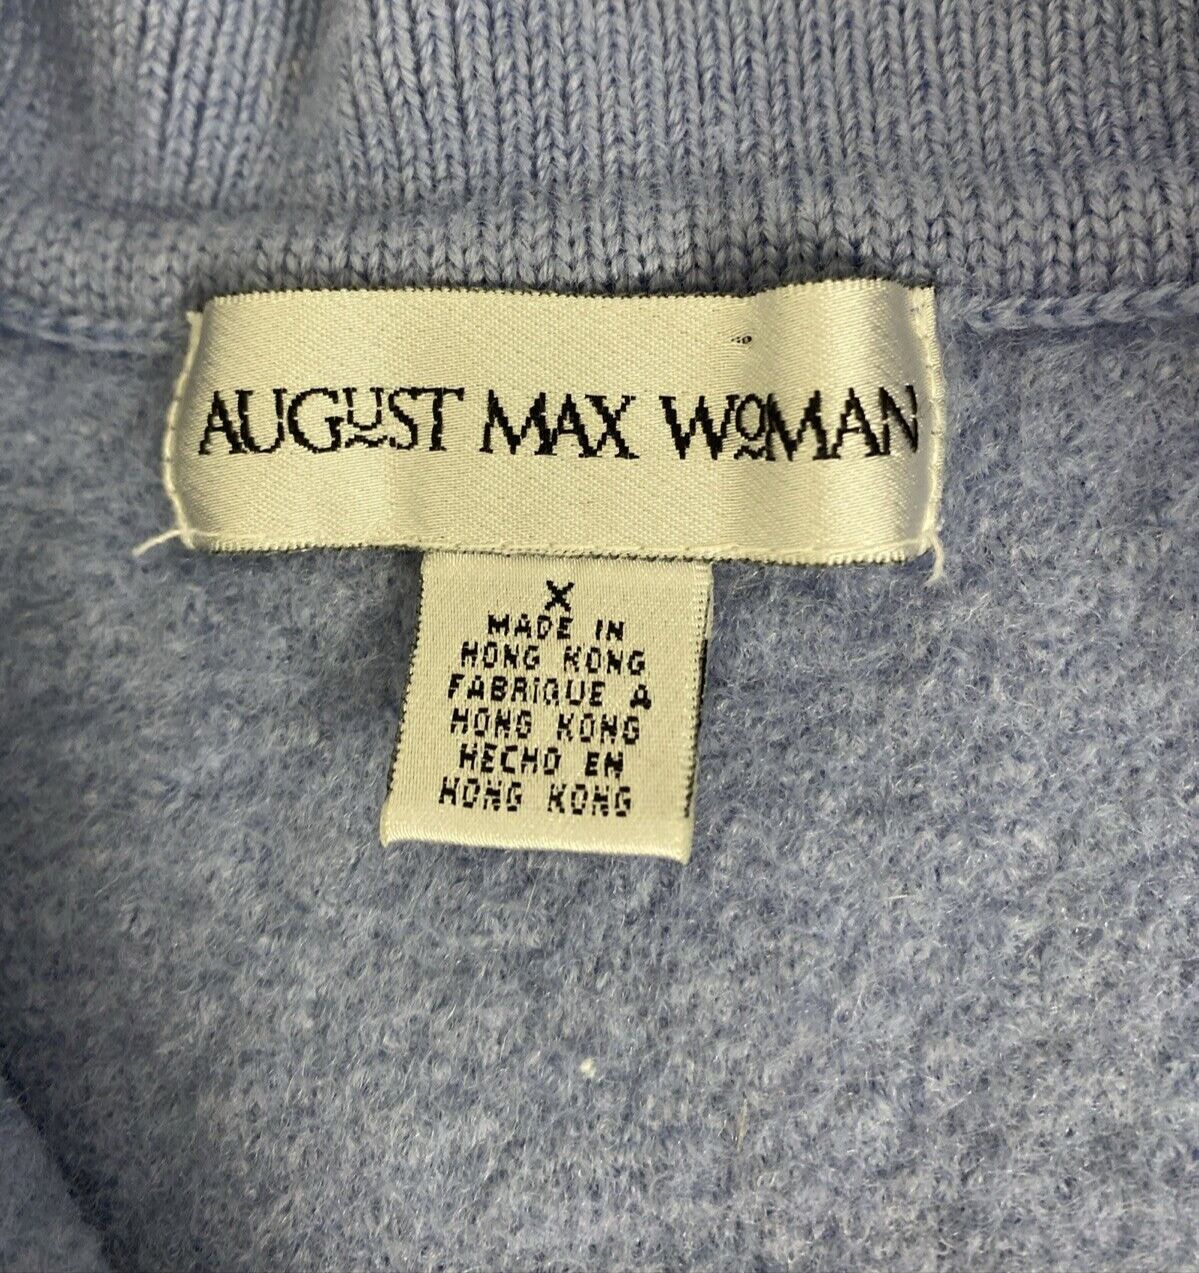 AUGUST MAX WOMAN
X
MADE IN
HONG KONG
FABRIQUE A
HONG KONG
HECHO EN
HONG KONG